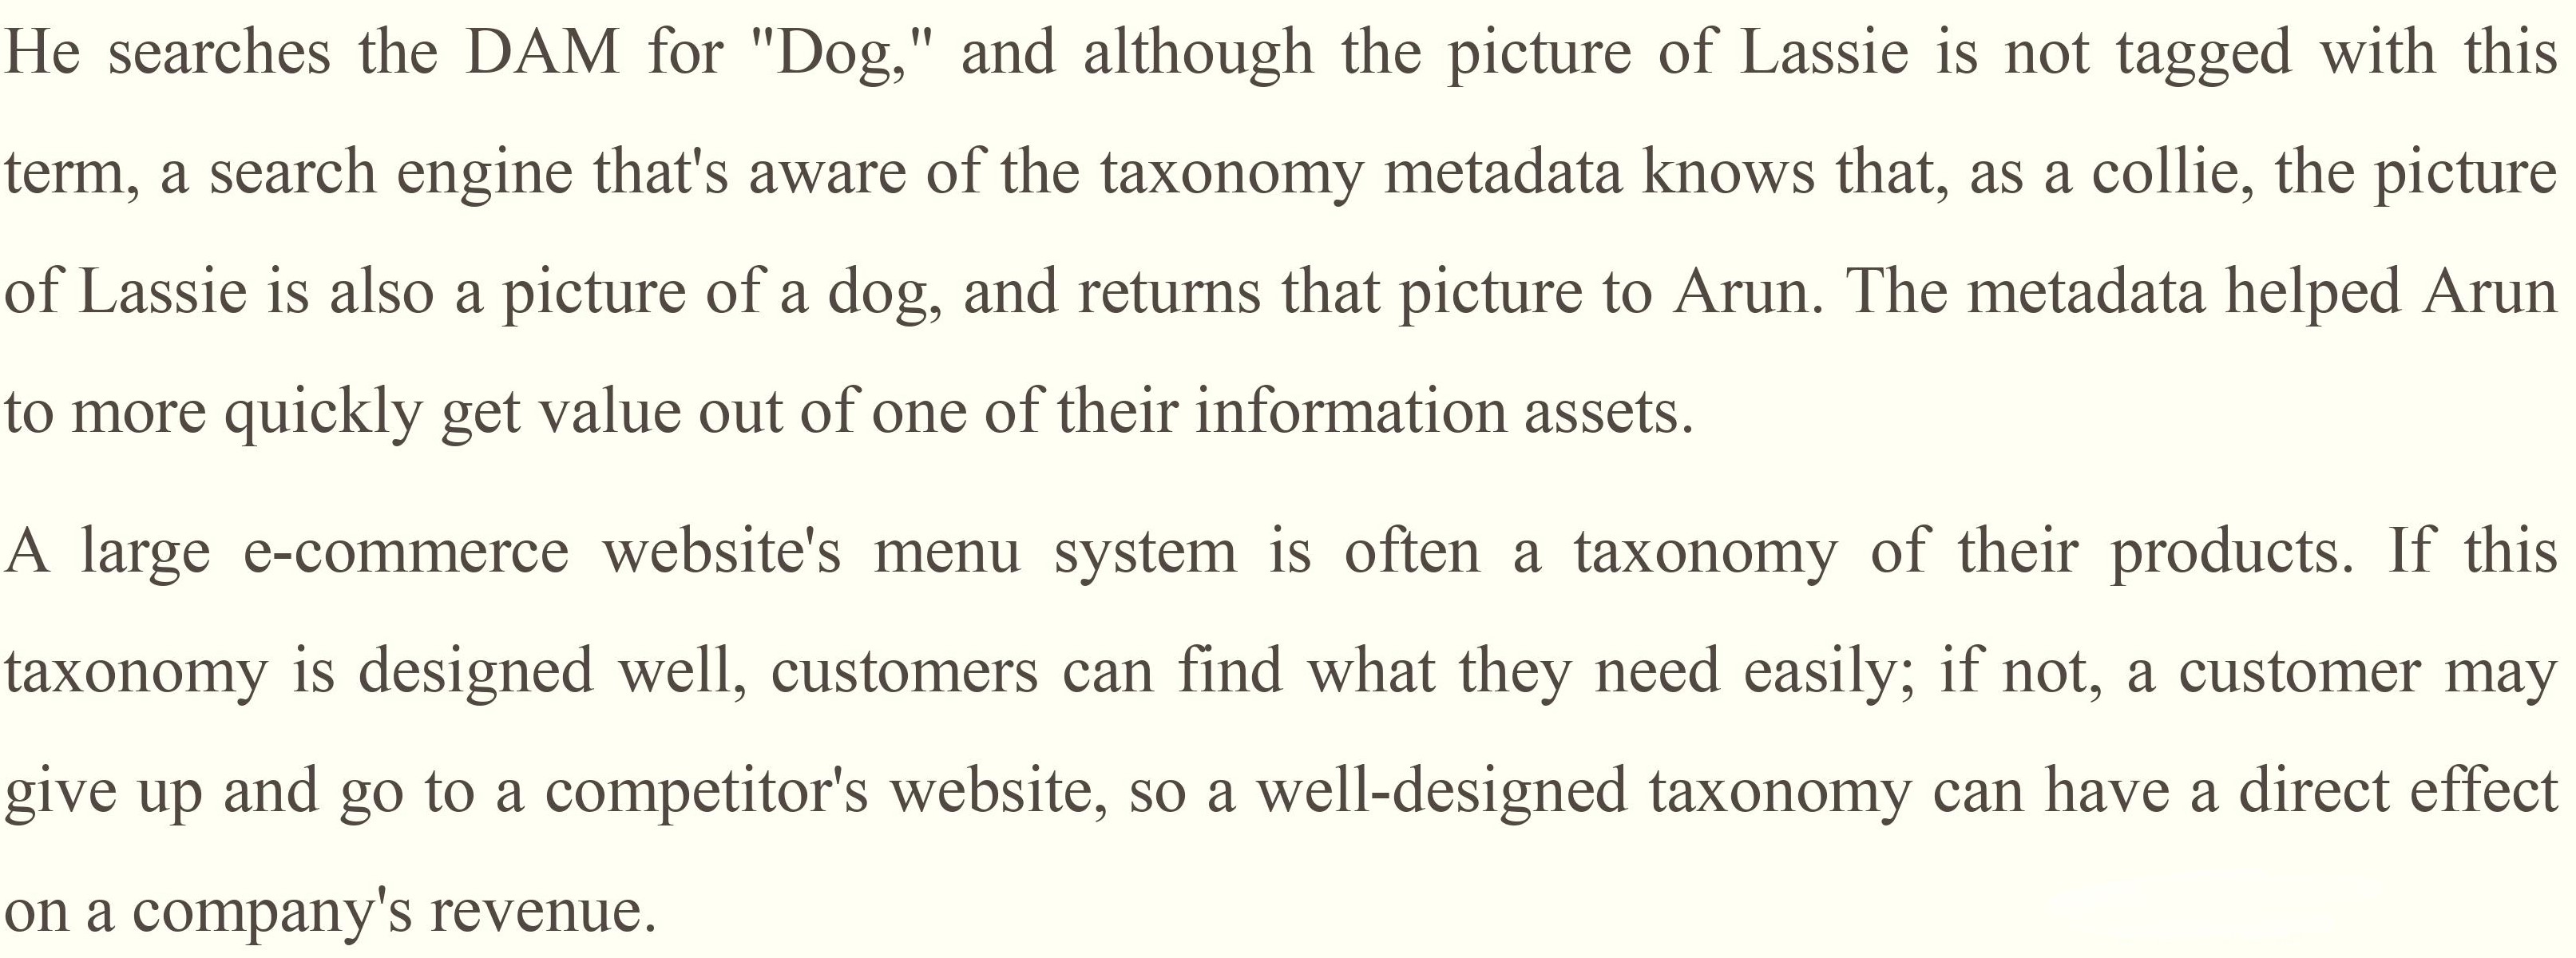 He searches the DAM for "Dog," and although the picture of Lassie is not tagged with this
term, a search engine that's aware of the taxonomy metadata knows that, as a collie, the picture
of Lassie is also a picture of a dog, and returns that picture to Arun. The metadata helped Arun
to more quickly get value out of one of their information assets.
A large e-commerce website's menu system is often a taxonomy of their products. If this
taxonomy is designed well, customers can find what they need easily; if not, a customer may
give up and go to a competitor's website, so a well-designed taxonomy can have a direct effect
on a company's revenue.